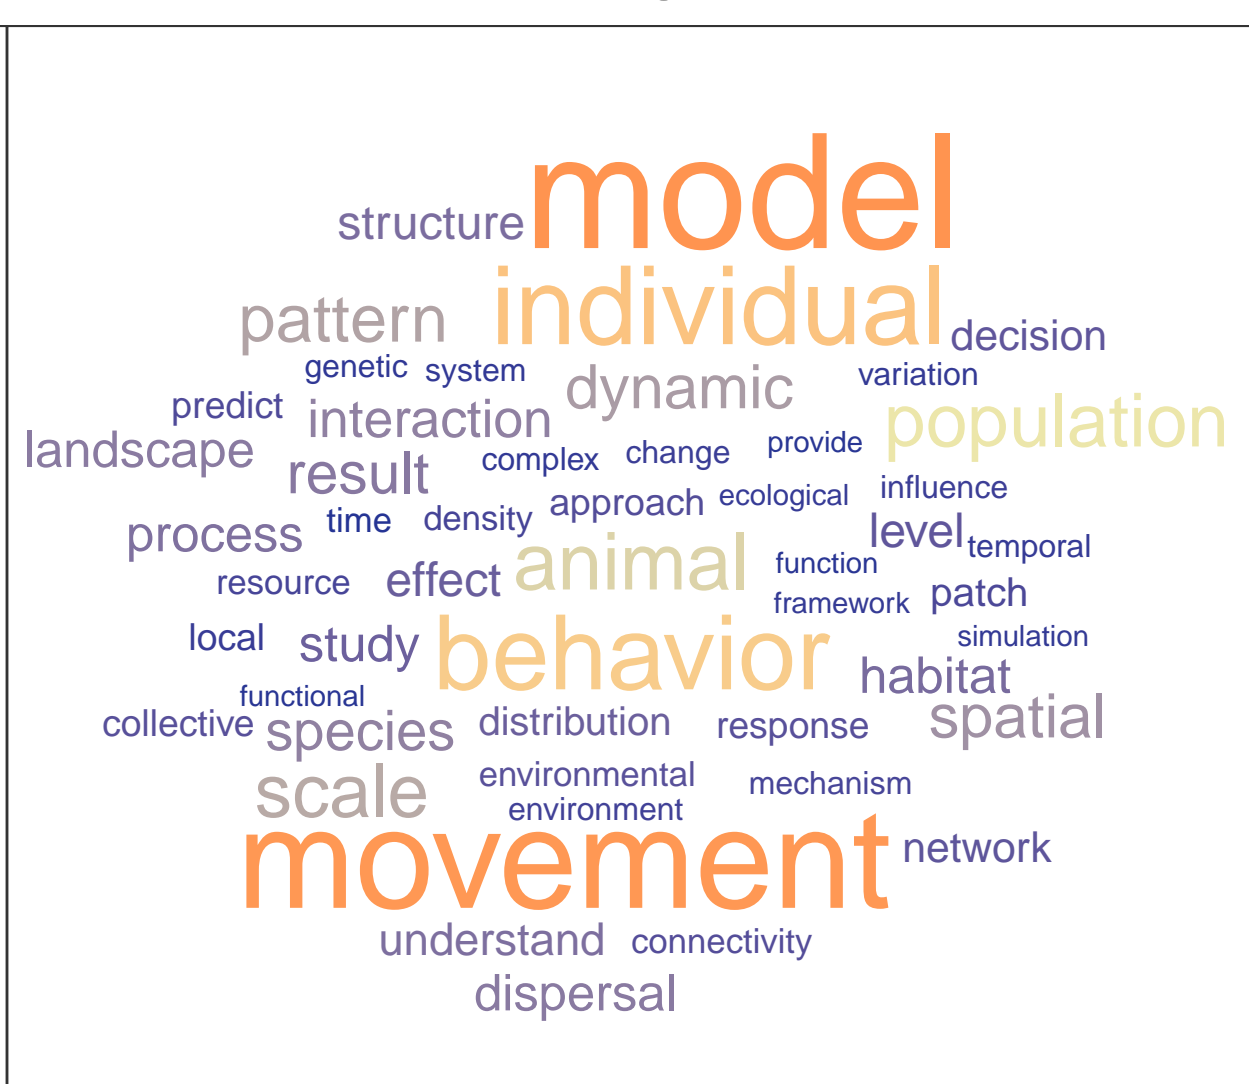 model
structure
individual
pattern
decision
genetic system
variation
dynamic
predict
interaction
population
landscape
complex change provide
result
influence
approach ecological
time density
level
process
temporal
animal
function
resource effect
patch
framework
local study
simulation
behavior
habitat
functional
collective species distribution response spatial
environmental mechanism
scale
environment
movement network
understand connectivity
dispersal